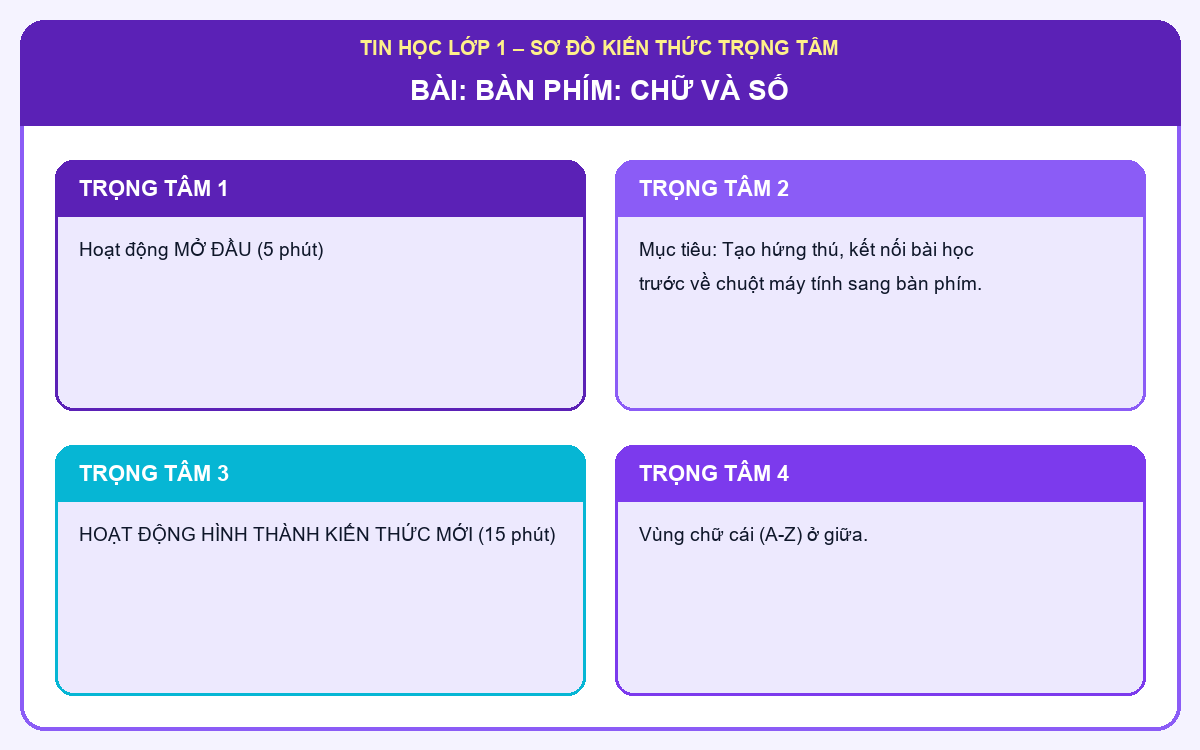 TIN HỌC LỚP 1 – SƠ ĐỒ KIẾN THỨC TRỌNG TÂM
BÀI: BÀN PHÍM: CHỮ VÀ SỐ
TRỌNG TÂM 1
Hoạt động MỞ ĐẦU (5 phút)
TRỌNG TÂM 2
Mục tiêu: Tạo hứng thú, kết nối bài học
trước về chuột máy tính sang bàn phím.
TRỌNG TÂM 3
HOẠT ĐỘNG HÌNH THÀNH KIẾN THỨC MỚI (15 phút)
TRỌNG TÂM 4
Vùng chữ cái (A-Z) ở giữa.